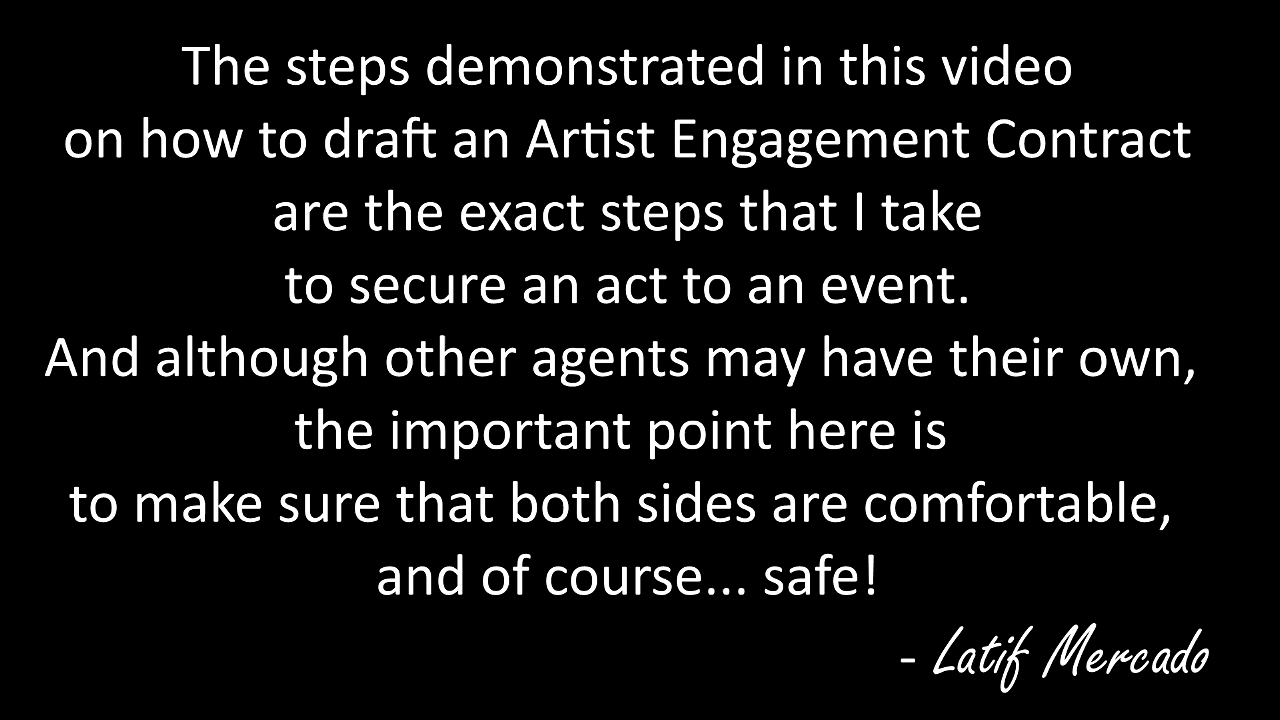 The steps demonstrated in this video
on how to draft an Artist Engagement Contract
are the exact steps that I take
to secure an act to an event.
And although other agents may have their own,
the important point here is
to make sure that both sides are comfortable,
and of course... safe!
- Latif Mercado